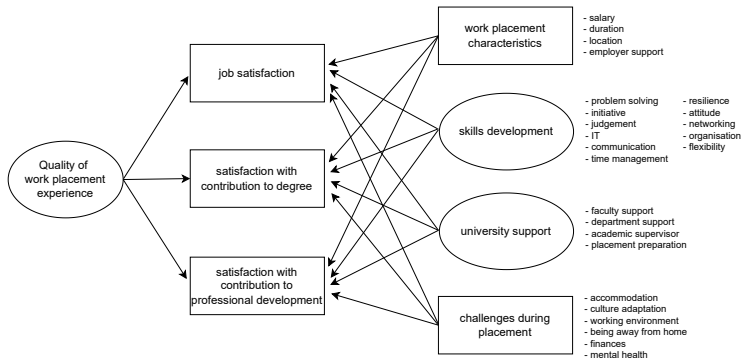 Quality of
work placement
experience
job satisfaction
satisfaction with
contribution to degree
satisfaction with
contribution to
professional development
work placement
characteristics
- salary
- duration
- location
- employer support
skills development
- problem solving
- initiative
- judgement
- IT
- communication
- time management
- resilience
- attitude
- networking
- organisation
- flexibility
university support
- faculty support
- department support
- academic supervisor
- placement preparation
challenges during
placement
- accommodation
- culture adaptation
- working environment
- being away from home
- finances
- mental health